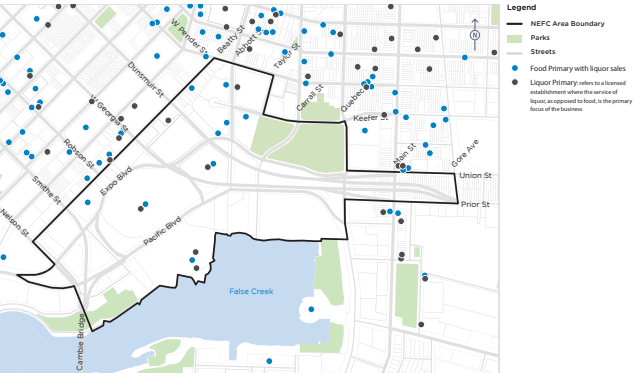 W Pender St
Beatty St
Abbott St
Taylor St
Dunsmuir St
Carrall St
Quebec
W Georgia St
Keefer St
Robson St
Main St
Gore Ave
Expo Blvd
Union St
Smithe St
Prior St
Nelson St
Pacific Blvd
False Creek
Cambie Bridge
N
Legend
NEFC Area Boundary
Parks
Streets
Food Primary with liquor sales
Liquor Primary: refers to a licensed
establishment where the service of
liquor, as opposed to food, is the primary
focus of the business